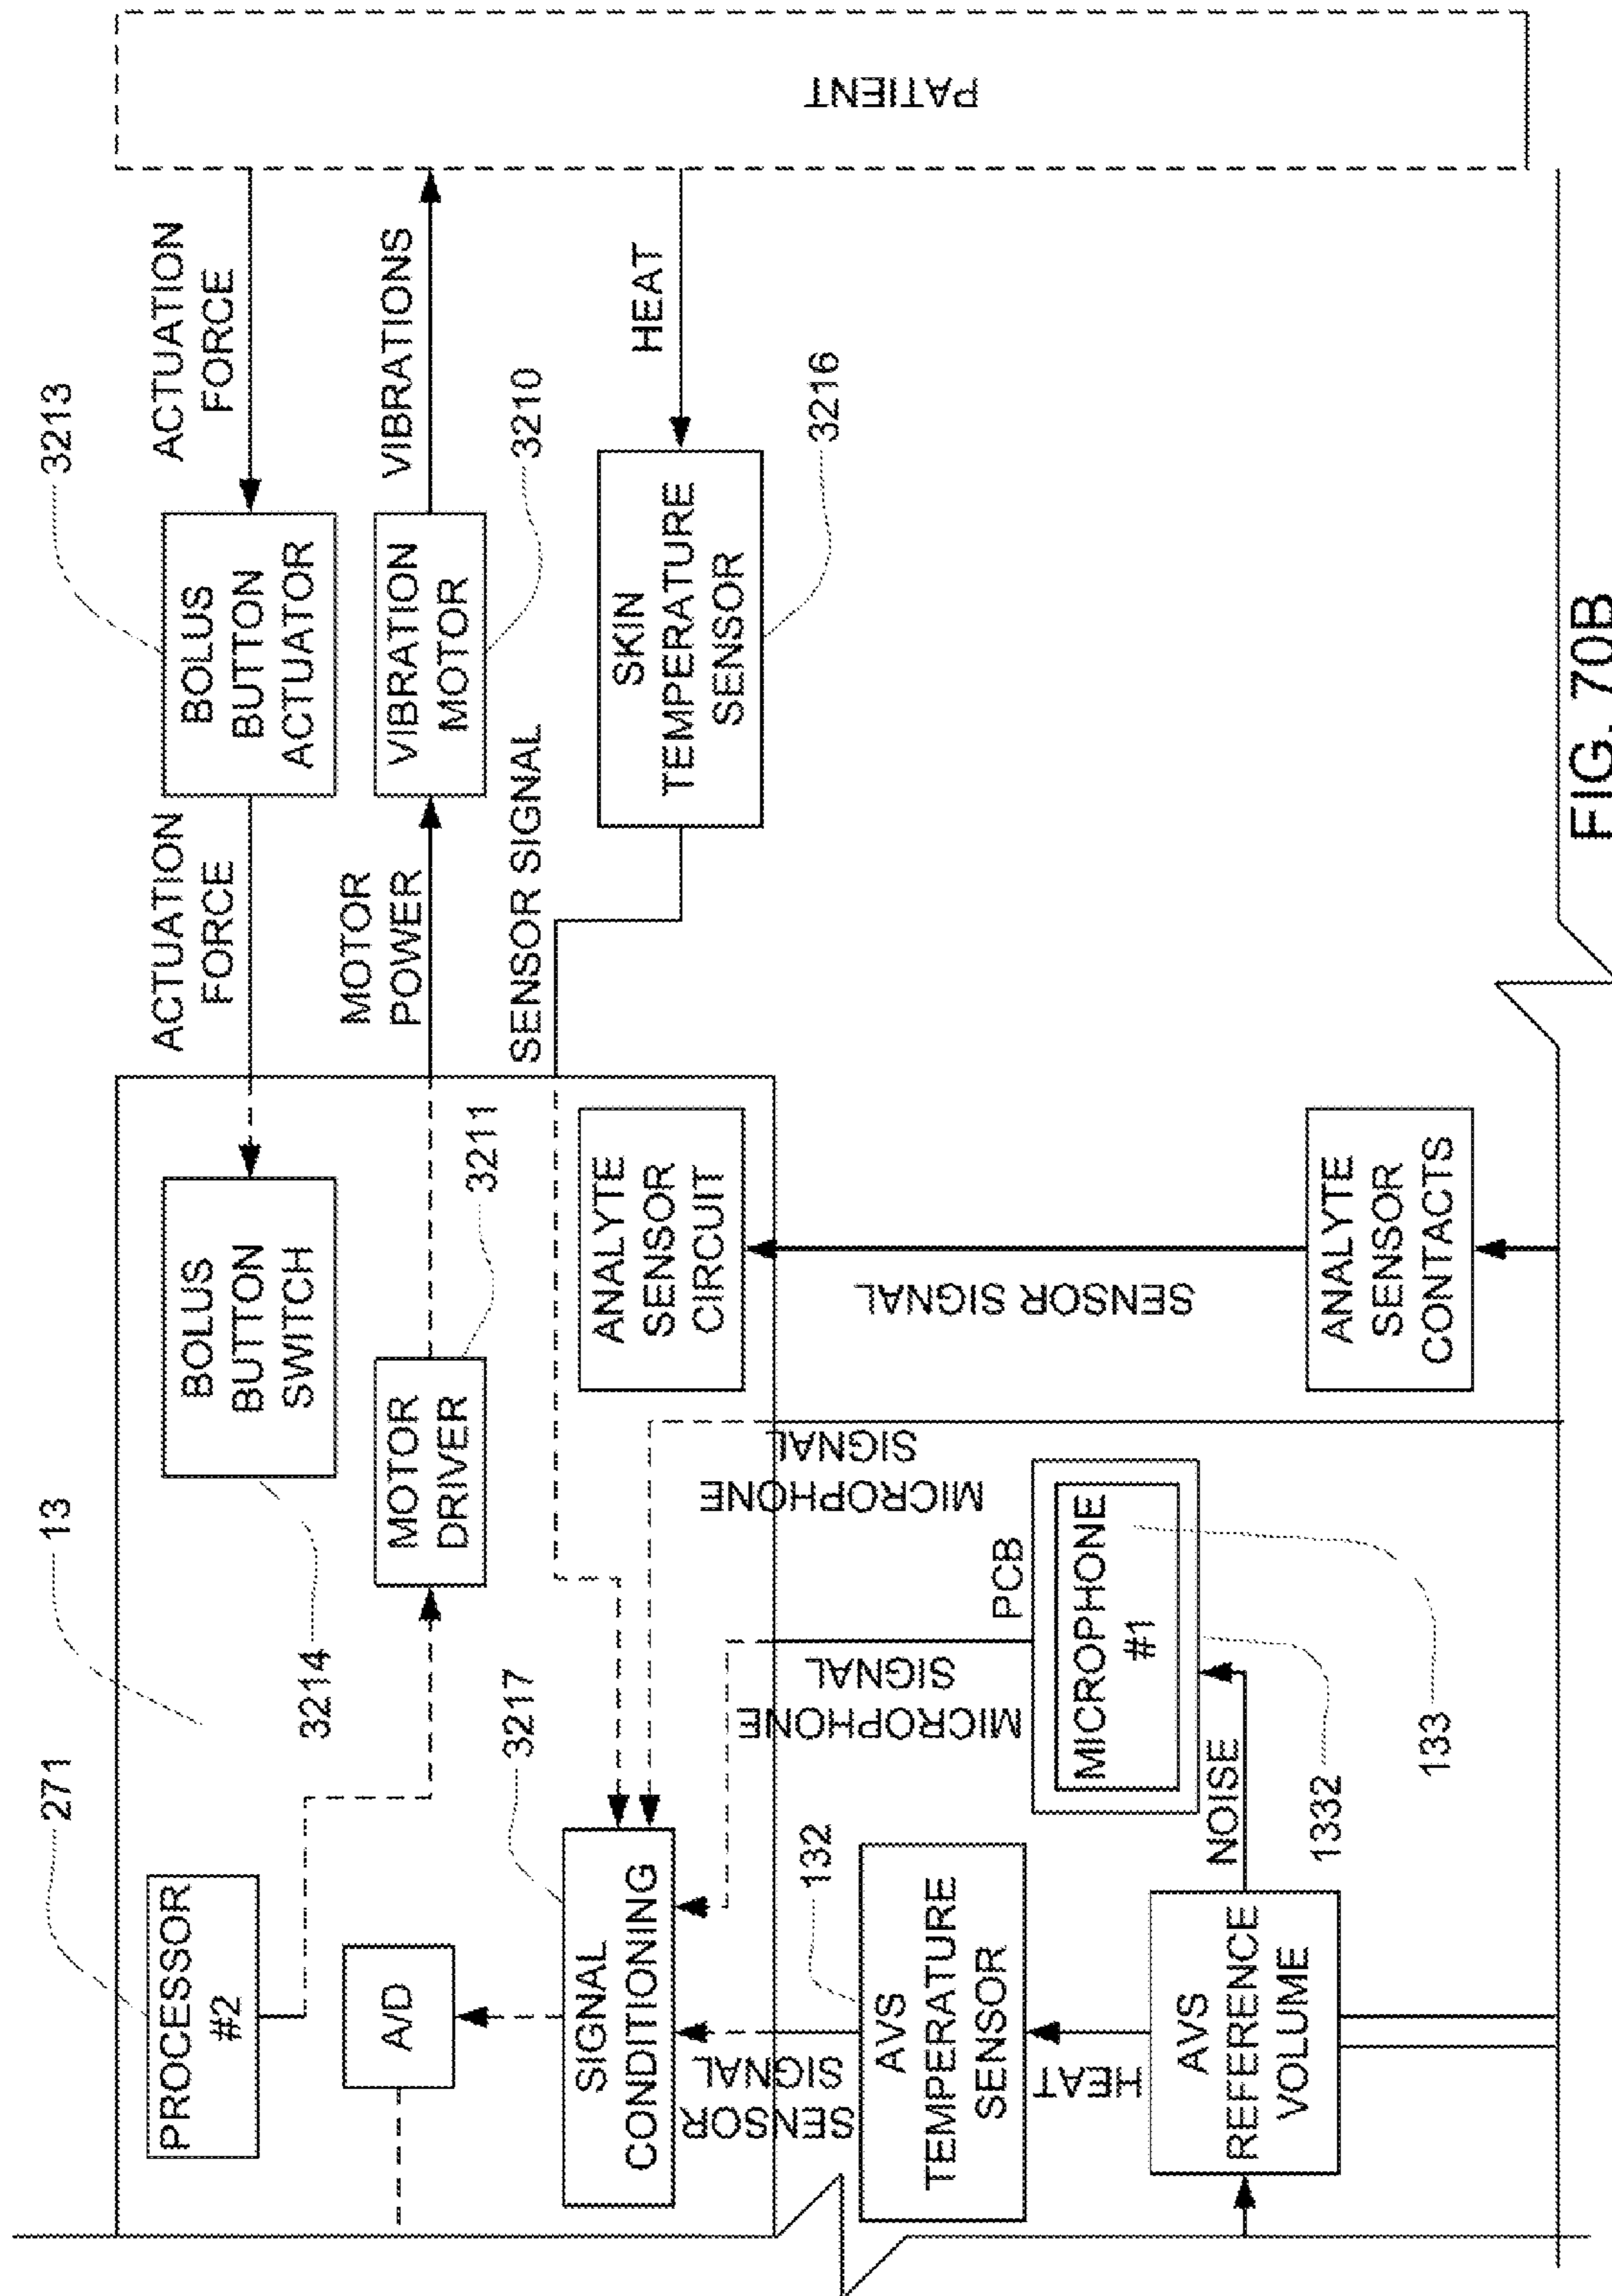 271
13
3213
PROCESSOR
#2
BOLUS
BUTTON
SWITCH
3214
ACTUATION
FORCE
BOLUS
BUTTON
ACTUATOR
ACTUATION
FORCE
PATIENT
A/D
MOTOR
DRIVER
3211
MOTOR
POWER
VIBRATION
MOTOR
3210
VIBRATIONS
3217
SIGNAL
CONDITIONING
SENSOR SIGNAL
ANALYTE
SENSOR
CIRCUIT
SKIN
TEMPERATURE
SENSOR
3216
HEAT
SENSOR
SIGNAL
MICROPHONE
SIGNAL
MICROPHONE
SIGNAL
SENSOR SIGNAL
132
AVS
TEMPERATURE
SENSOR
PCB
MICROPHONE
#1
HEAT
NOISE
AVS
REFERENCE
VOLUME
1332
133
ANALYTE
SENSOR
CONTACTS
FIG. 70B